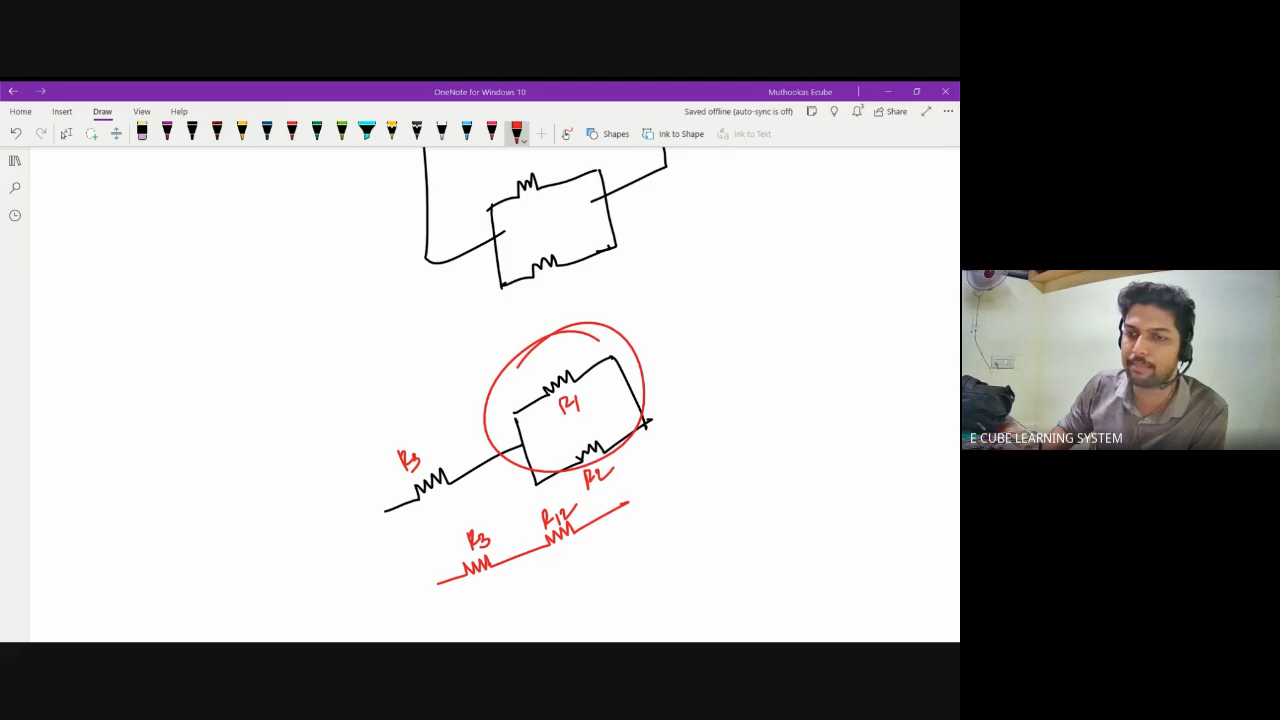 OneNote for Windows 10
Muthookas Ecube
Home Insert Draw View Help
Saved offline (auto-sync is off)
3
Share
Shapes
Ink to Shape
Ink to Text
R1
R3
R2
R12
R3
E CUBE LEARNING SYSTEM